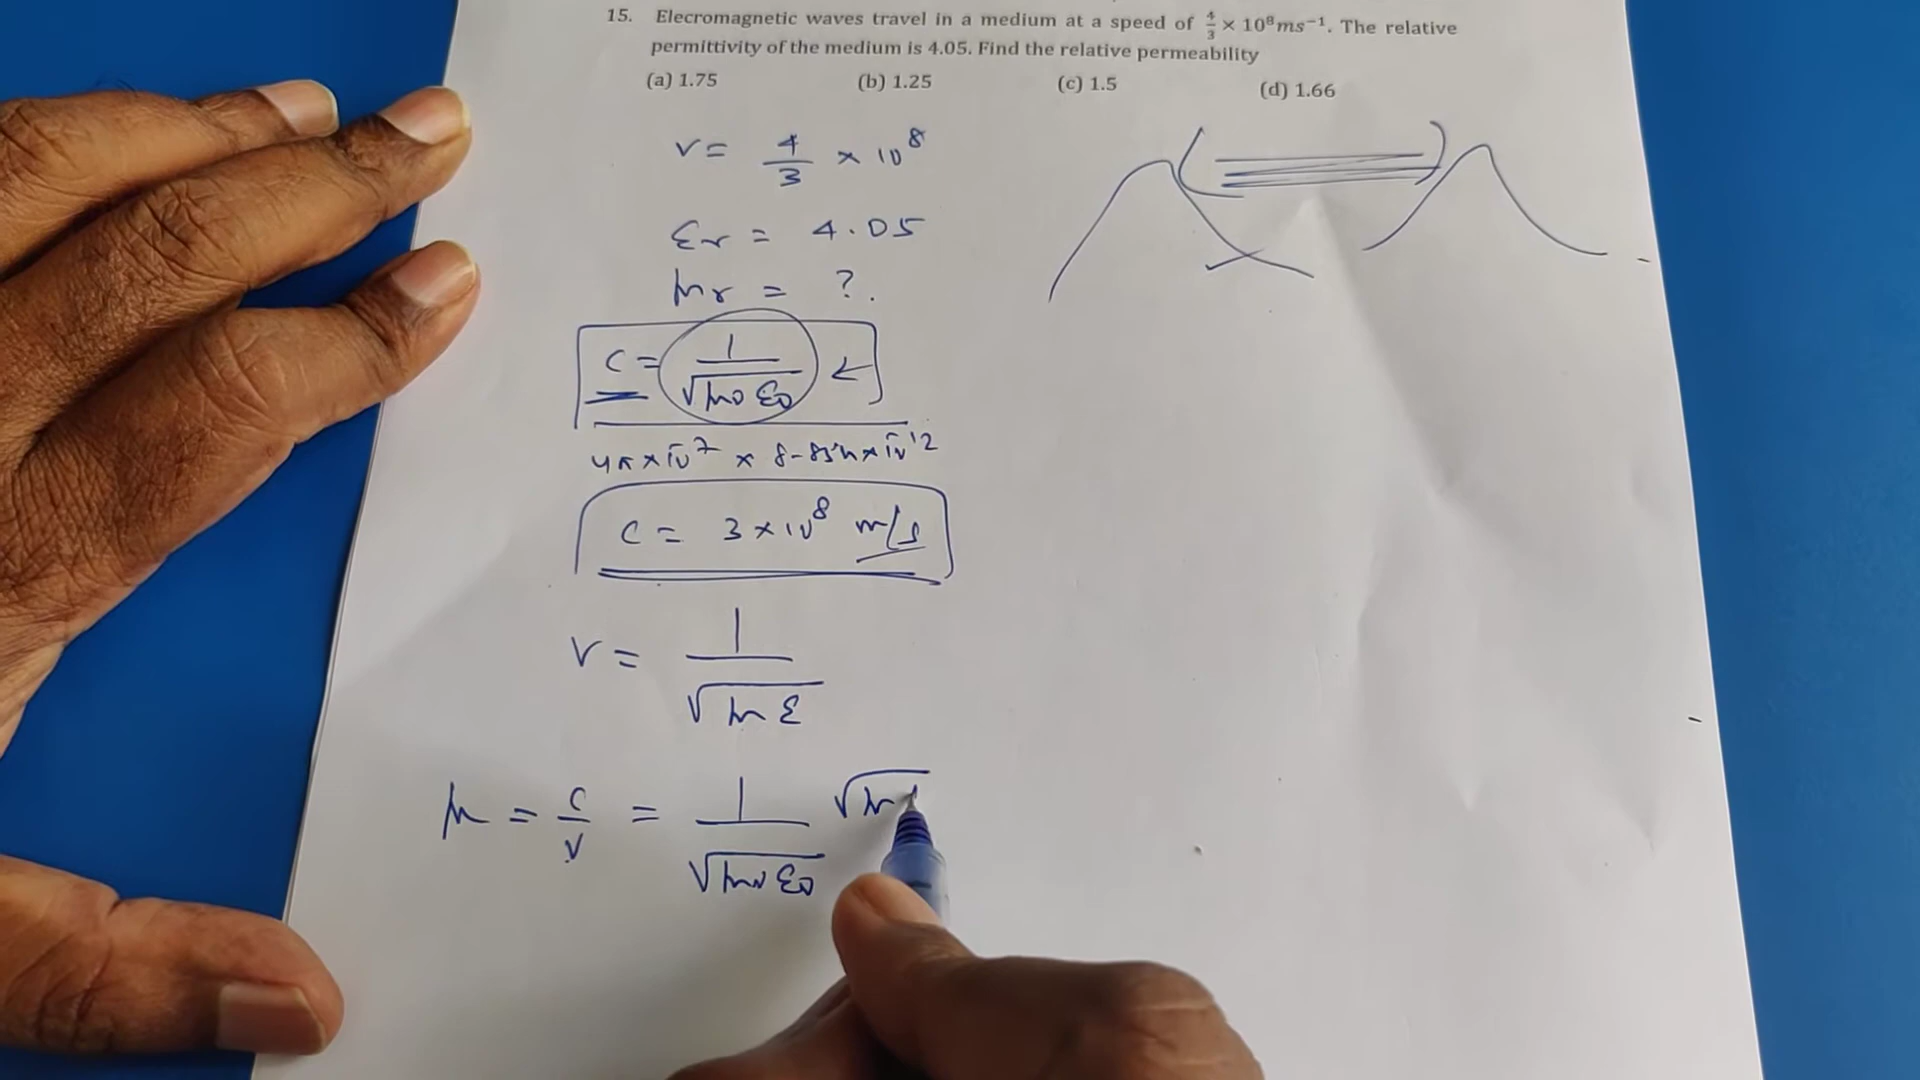 15. Elecromagnetic waves travel in a medium at a speed of 4/3 × 10⁸ms⁻¹. The relative
permittivity of the medium is 4.05. Find the relative permeability
(a) 1.75 (b) 1.25 (c) 1.5 (d) 1.66
v = 4/3 × 10⁸
εr = 4.05
μr = ?.
c = 1/√μ₀ε₀ ←
4π × 10⁻⁷ × 8.854 × 10⁻¹²
c = 3 × 10⁸ m/s
v = 1/√με
μ = c/v = 1/√μ₀ε₀ √μ